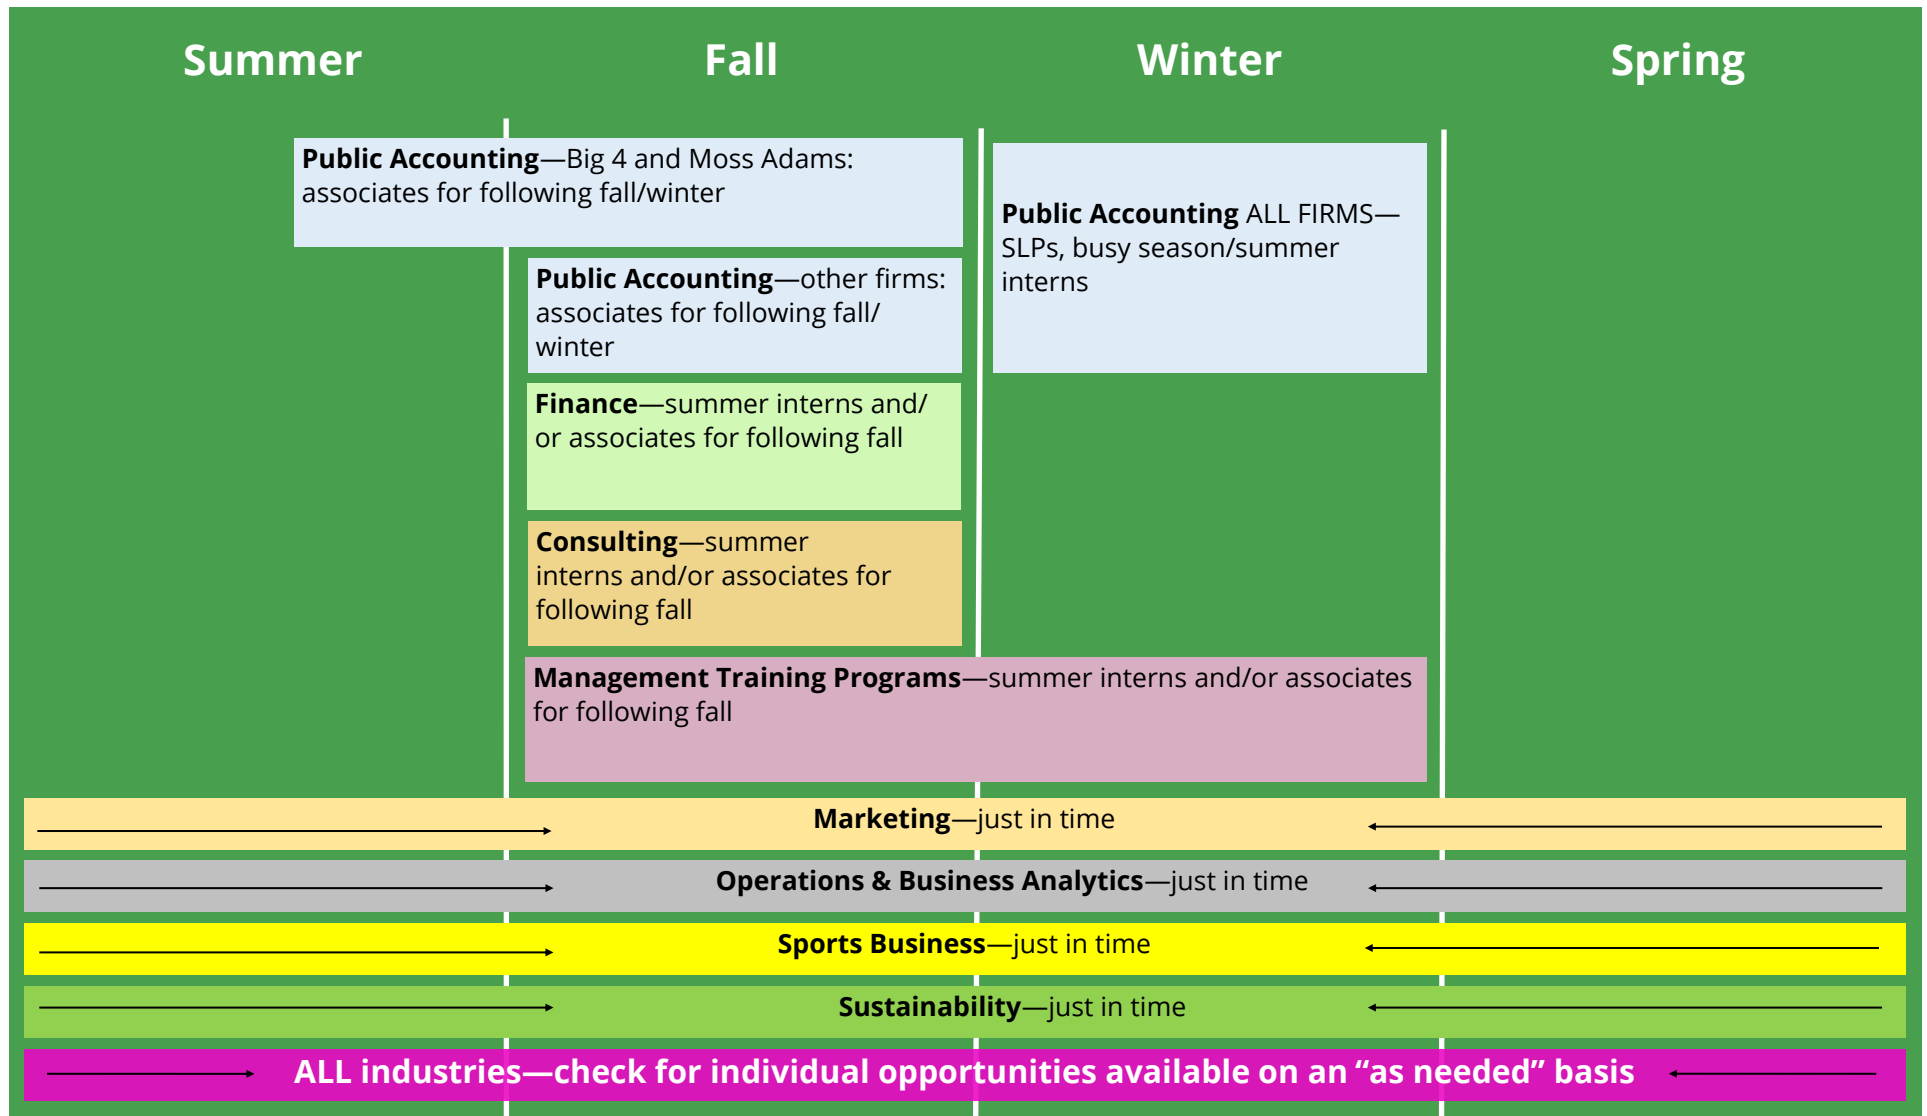 Summer
Fall
Winter
Spring
Public Accounting—Big 4 and Moss Adams:
associates for following fall/winter
Public Accounting ALL FIRMS—
SLPs, busy season/summer
interns
Public Accounting—other firms:
associates for following fall/
winter
Finance—summer interns and/
or associates for following fall
Consulting—summer
interns and/or associates for
following fall
Management Training Programs—summer interns and/or associates
for following fall
Marketing—just in time
Operations & Business Analytics—just in time
Sports Business—just in time
Sustainability—just in time
ALL industries—check for individual opportunities available on an “as needed” basis